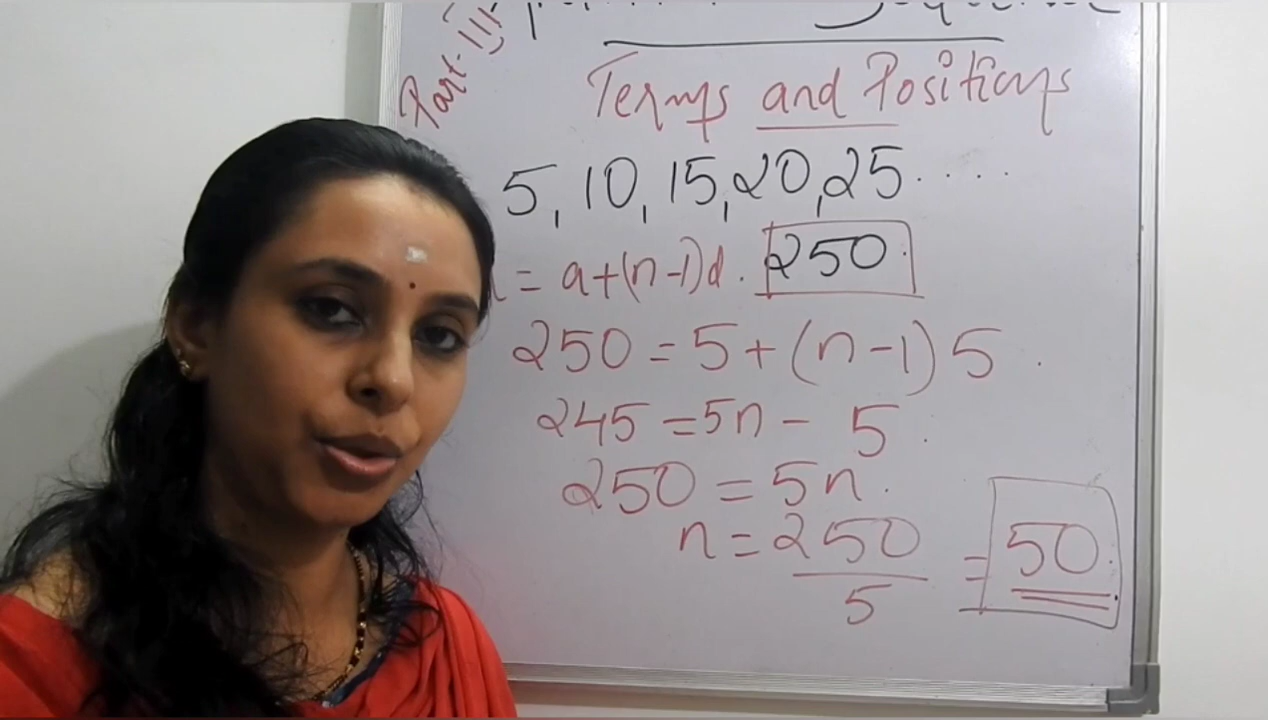 Part-III
Terms and Positions
5, 10, 15, 20, 25.....
= a+(n-1)d. 250
250 = 5+(n-1)5.
245 = 5n - 5.
250 = 5n.
n = 250/5 = 50